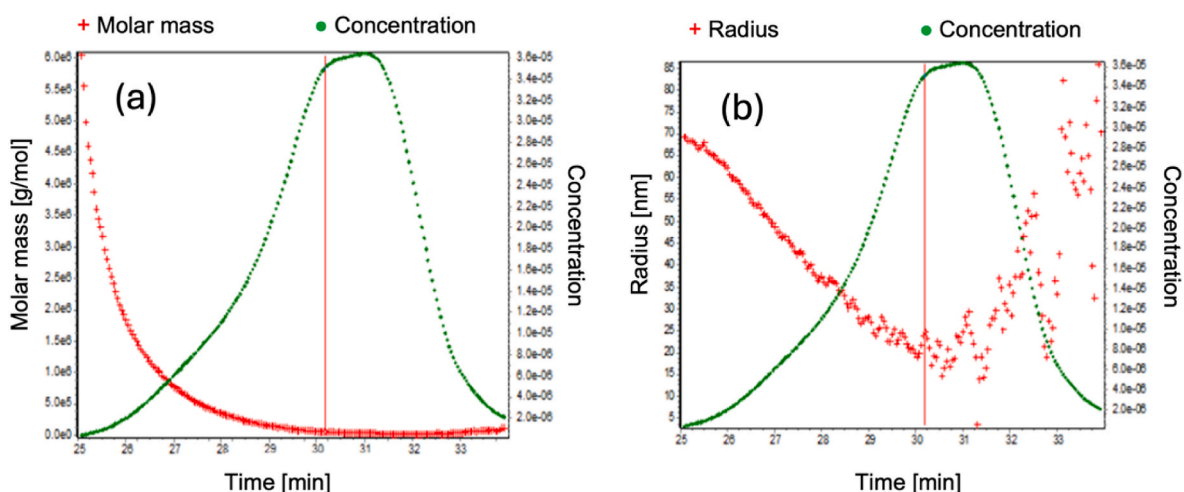 + Molar mass ● Concentration
(a)
Molar mass [g/mol]
6.0e6
5.5e6
5.0e6
4.5e6
4.0e6
3.5e6
3.0e6
2.5e6
2.0e6
1.5e6
1.0e6
5.0e5
0.0e0
3.6e-05
3.4e-05
3.2e-05
3.0e-05
2.8e-05
2.6e-05
2.4e-05
2.2e-05
2.0e-05
1.8e-05
1.6e-05
1.4e-05
1.2e-05
1.0e-05
8.0e-06
6.0e-06
4.0e-06
2.0e-06
Concentration
25 26 27 28 29 30 31 32 33
Time [min]
+ Radius ● Concentration
(b)
Radius [nm]
85
80
75
70
65
60
55
50
45
40
35
30
25
20
15
10
5
3.6e-05
3.4e-05
3.2e-05
3.0e-05
2.8e-05
2.6e-05
2.4e-05
2.2e-05
2.0e-05
1.8e-05
1.6e-05
1.4e-05
1.2e-05
1.0e-05
8.0e-06
6.0e-06
4.0e-06
2.0e-06
Concentration
25 26 27 28 29 30 31 32 33
Time [min]